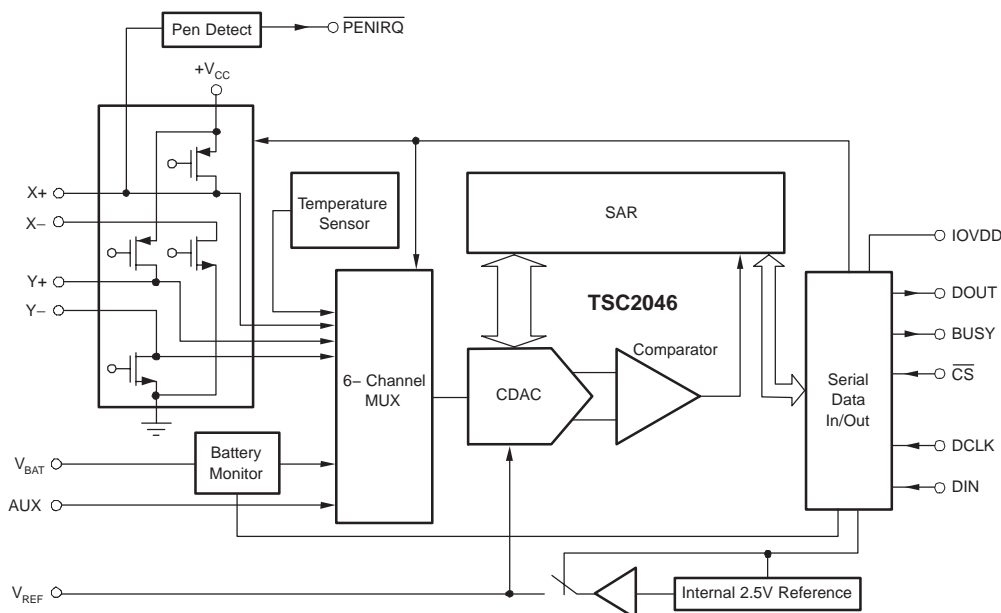 Pen Detect
PENIRQ
+VCC
X+
X−
Y+
Y−
Temperature
Sensor
SAR
TSC2046
IOVDD
DOUT
BUSY
CS
DCLK
DIN
Serial
Data
In/Out
Comparator
CDAC
6− Channel
MUX
Battery
Monitor
VBAT
AUX
VREF
Internal 2.5V Reference